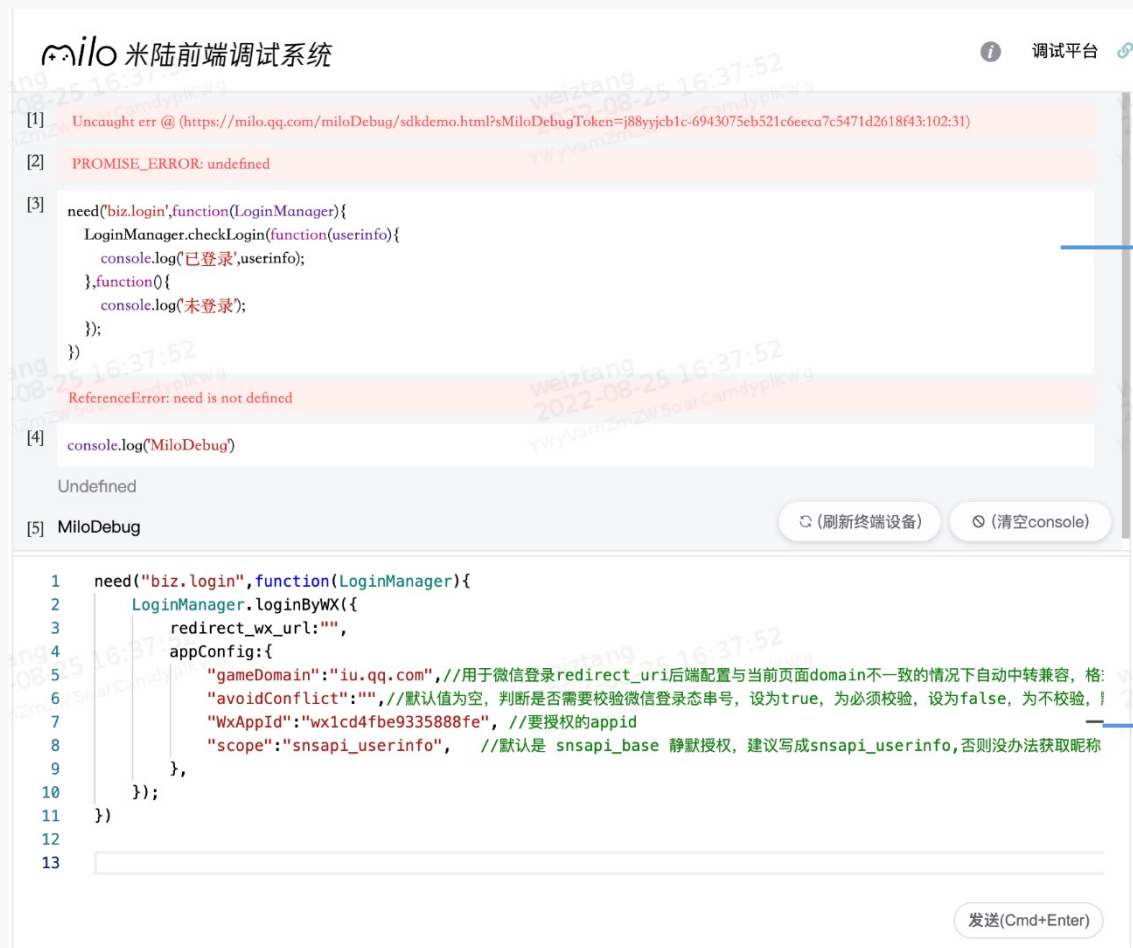 milo 米陆前端调试系统
调试平台
[1] Uncaught err @ (https://milo.qq.com/miloDebug/sdkdemo.html?sMiloDebugToken=j88yyjcb1c-6943075eb521c6eeca7c5471d2618f43:102:31)
[2] PROMISE_ERROR: undefined
[3] need('biz.login',function(LoginManager){
LoginManager.checkLogin(function(userinfo){
console.log('已登录',userinfo);
},function(){
console.log('未登录');
});
})
ReferenceError: need is not defined
[4] console.log('MiloDebug')
Undefined
[5] MiloDebug
(刷新终端设备)
(清空console)
1 need("biz.login",function(LoginManager){
2 LoginManager.loginByWX({
3 redirect_wx_url:"",
4 appConfig:{
5 "gameDomain":"iu.qq.com",//用于微信登录redirect_uri后端配置与当前页面domain不一致的情况下自动中转兼容，格
6 "avoidConflict":"",//默认值为空，判断是否需要校验微信登录态串号，设为true，为必须校验，设为false，为不校验，
7 "WxAppId":"wx1cd4fbe9335888fe", //要授权的appid
8 "scope":"snsapi_userinfo", //默认是 snsapi_base 静默授权，建议写成snsapi_userinfo,否则没办法获取昵称
9 },
10 });
11 })
12
13
发送(Cmd+Enter)
weiztang
2022-08-25 16:37:52